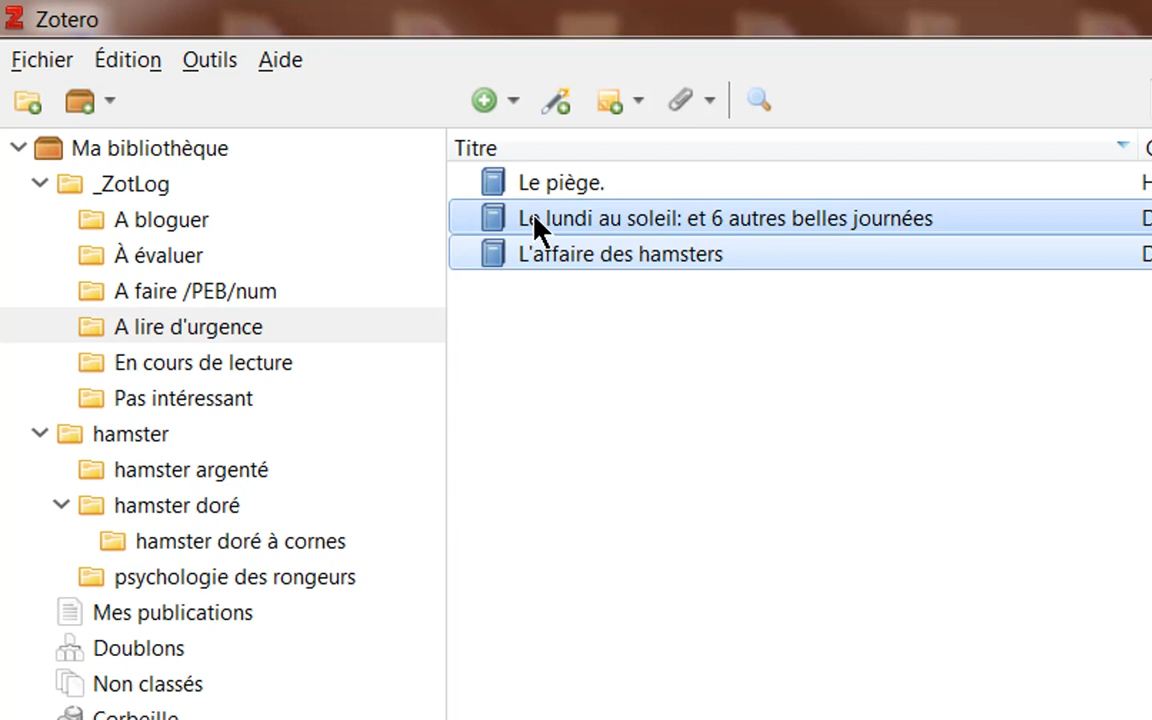 Zotero
Fichier Édition Outils Aide
Ma bibliothèque
_ZotLog
A bloguer
À évaluer
A faire /PEB/num
A lire d'urgence
En cours de lecture
Pas intéressant
hamster
hamster argenté
hamster doré
hamster doré à cornes
psychologie des rongeurs
Mes publications
Doublons
Non classés
Corbeille
Titre
Le piège.
Le lundi au soleil: et 6 autres belles journées
L'affaire des hamsters